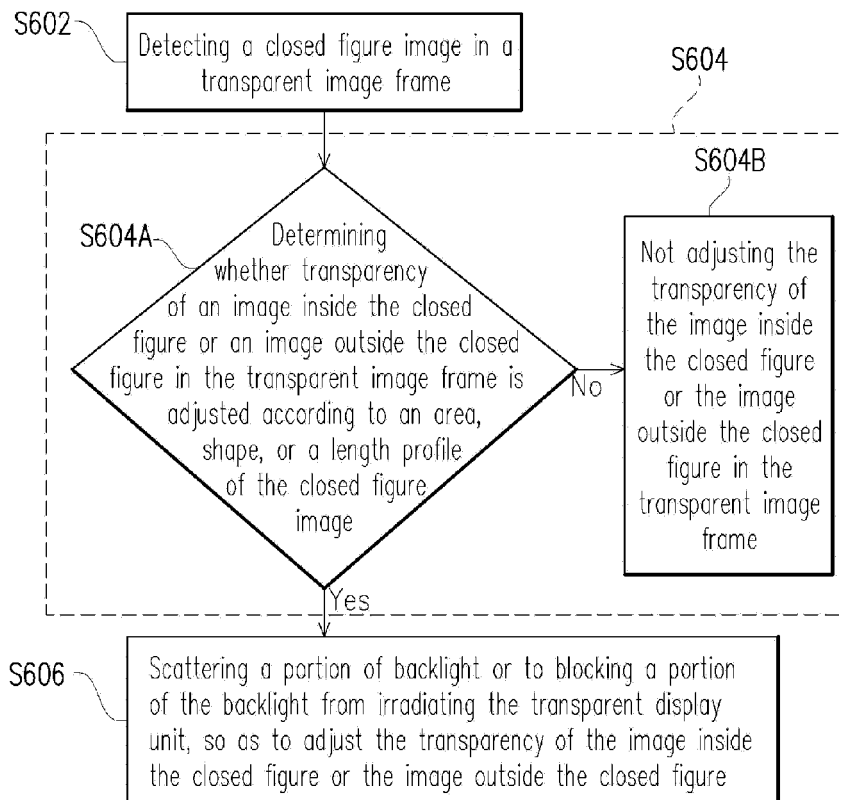 S602
Detecting a closed figure image in a
transparent image frame
S604
S604A
Determining
whether transparency
of an image inside the closed
figure or an image outside the closed
figure in the transparent image frame is
adjusted according to an area,
shape, or a length profile
of the closed figure
image
No
S604B
Not adjusting the
transparency of
the image inside
the closed figure
or the image
outside the closed
figure in the
transparent image
frame
Yes
S606
Scattering a portion of backlight or to blocking a portion
of the backlight from irradiating the transparent display
unit, so as to adjust the transparency of the image inside
the closed figure or the image outside the closed figure